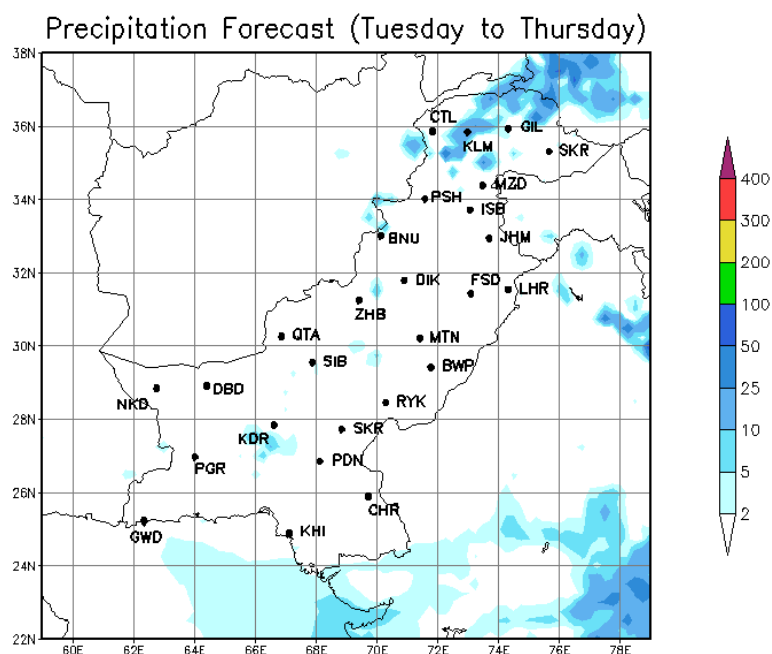 Precipitation Forecast (Tuesday to Thursday)
38N
36N
34N
32N
30N
28N
26N
24N
22N
60E
62E
64E
66E
68E
70E
72E
74E
76E
78E
CTL
KLM
GIL
SKR
MZD
PSH
ISB
BNU
JHM
DIK
FSD
LHR
ZHB
QTA
MTN
SIB
BWP
NKD
DBD
RYK
KDR
SKR
PGR
PDN
CHR
GWD
KHI
400
300
200
100
50
25
10
5
2